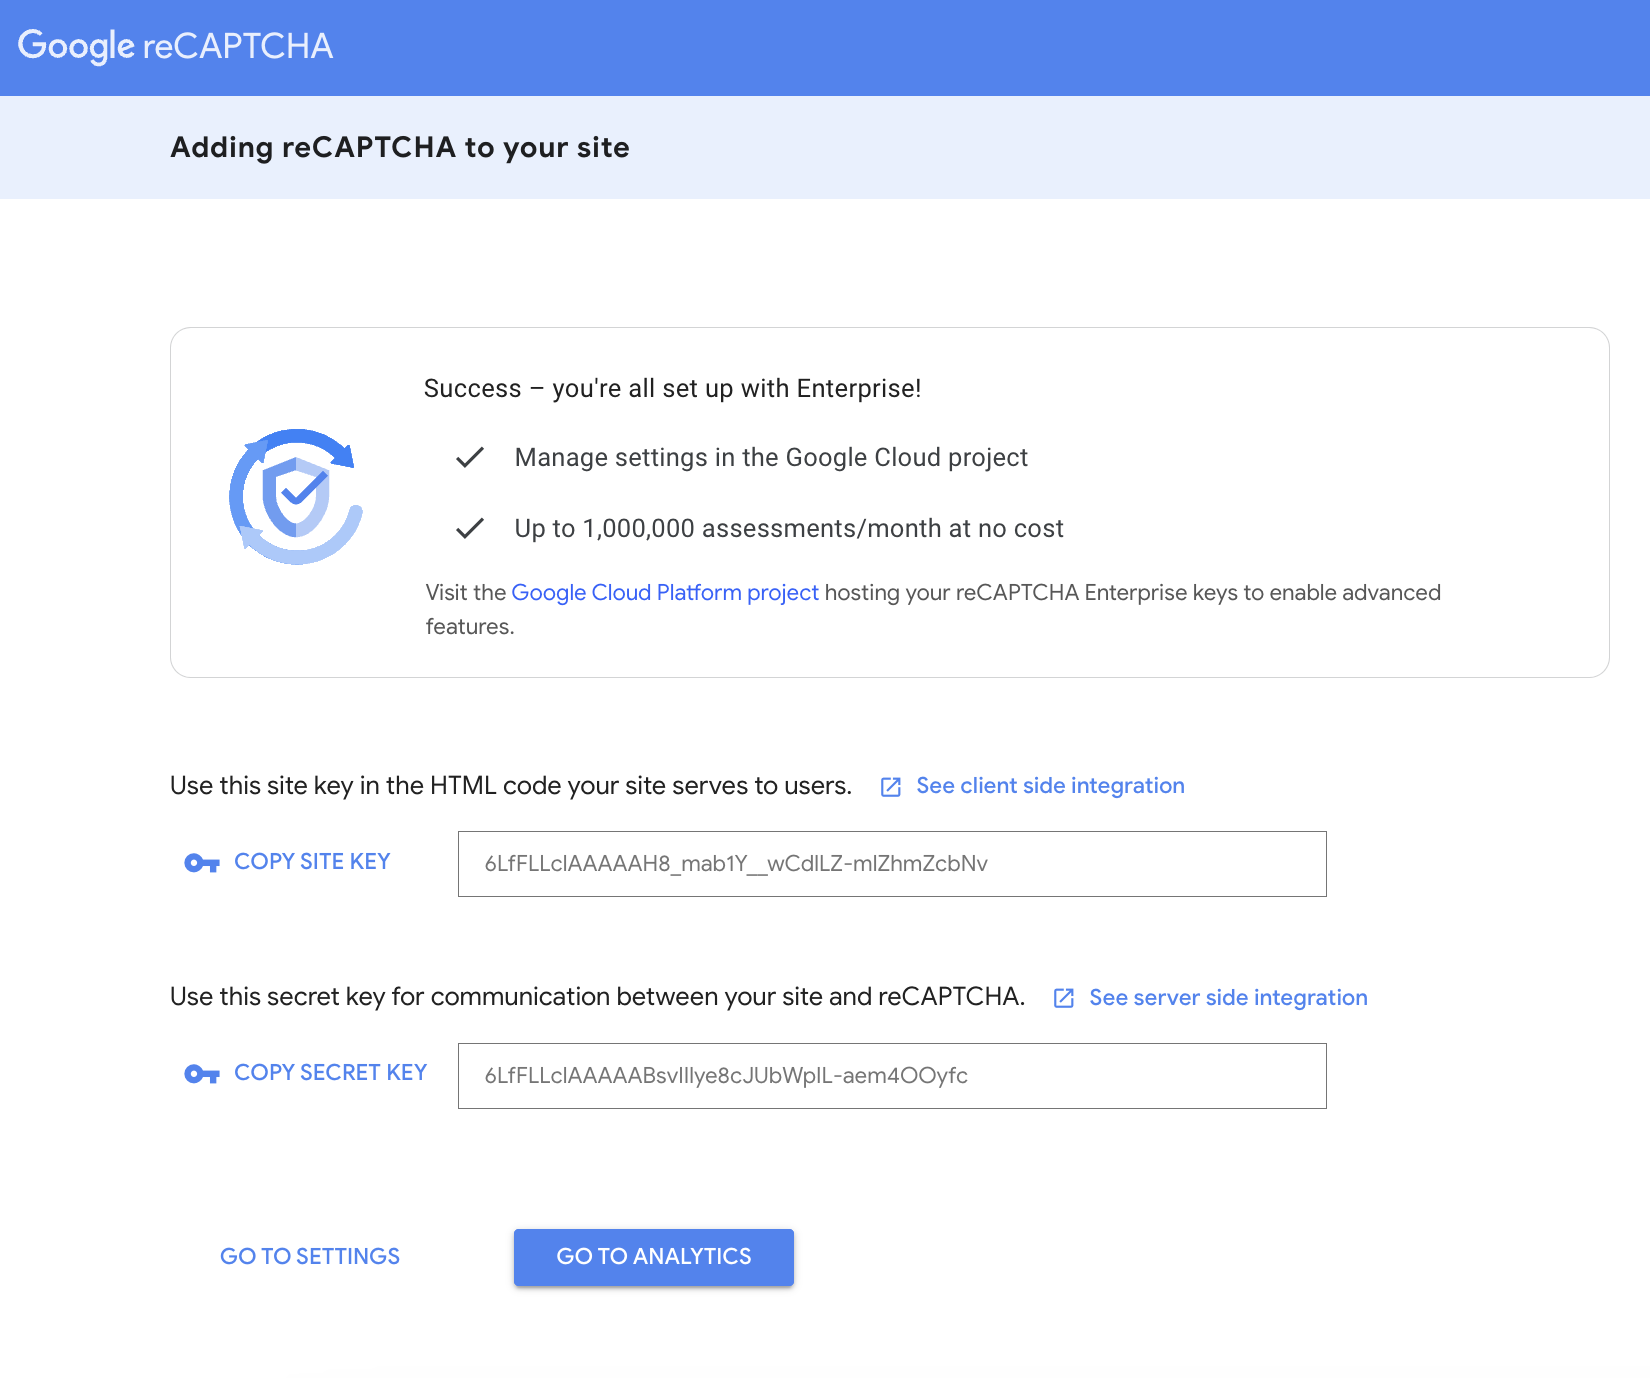 Google reCAPTCHA
Adding reCAPTCHA to your site
Success – you're all set up with Enterprise!
Manage settings in the Google Cloud project
Up to 1,000,000 assessments/month at no cost
Visit the Google Cloud Platform project hosting your reCAPTCHA Enterprise keys to enable advanced
features.
Use this site key in the HTML code your site serves to users. See client side integration
COPY SITE KEY 6LfFLLclAAAAAH8_mab1Y__wCdlLZ-mlZhmZcbNv
Use this secret key for communication between your site and reCAPTCHA. See server side integration
COPY SECRET KEY 6LfFLLclAAAAABsvIlIye8cJUbWpIL-aem4OOyfc
GO TO SETTINGS GO TO ANALYTICS